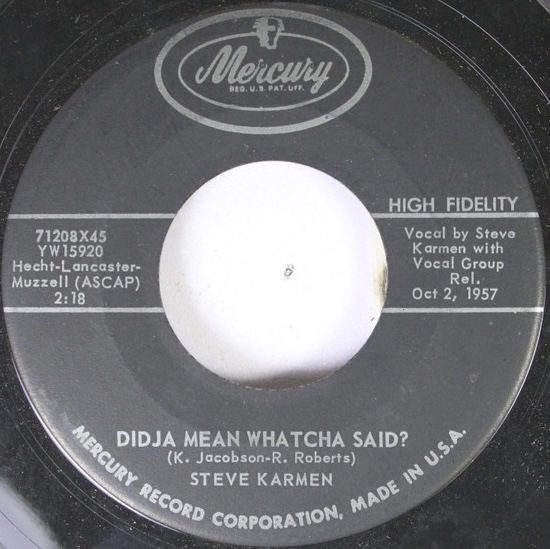 Mercury
REG. U.S. PAT. OFF.
HIGH FIDELITY
71208X45
YW15920
Hecht-Lancaster-
Muzzell (ASCAP)
2:18
Vocal by Steve
Karmen with
Vocal Group
Rel.
Oct 2, 1957
DIDJA MEAN WHATCHA SAID?
(K. Jacobson-R. Roberts)
STEVE KARMEN
MERCURY RECORD CORPORATION, MADE IN U.S.A.